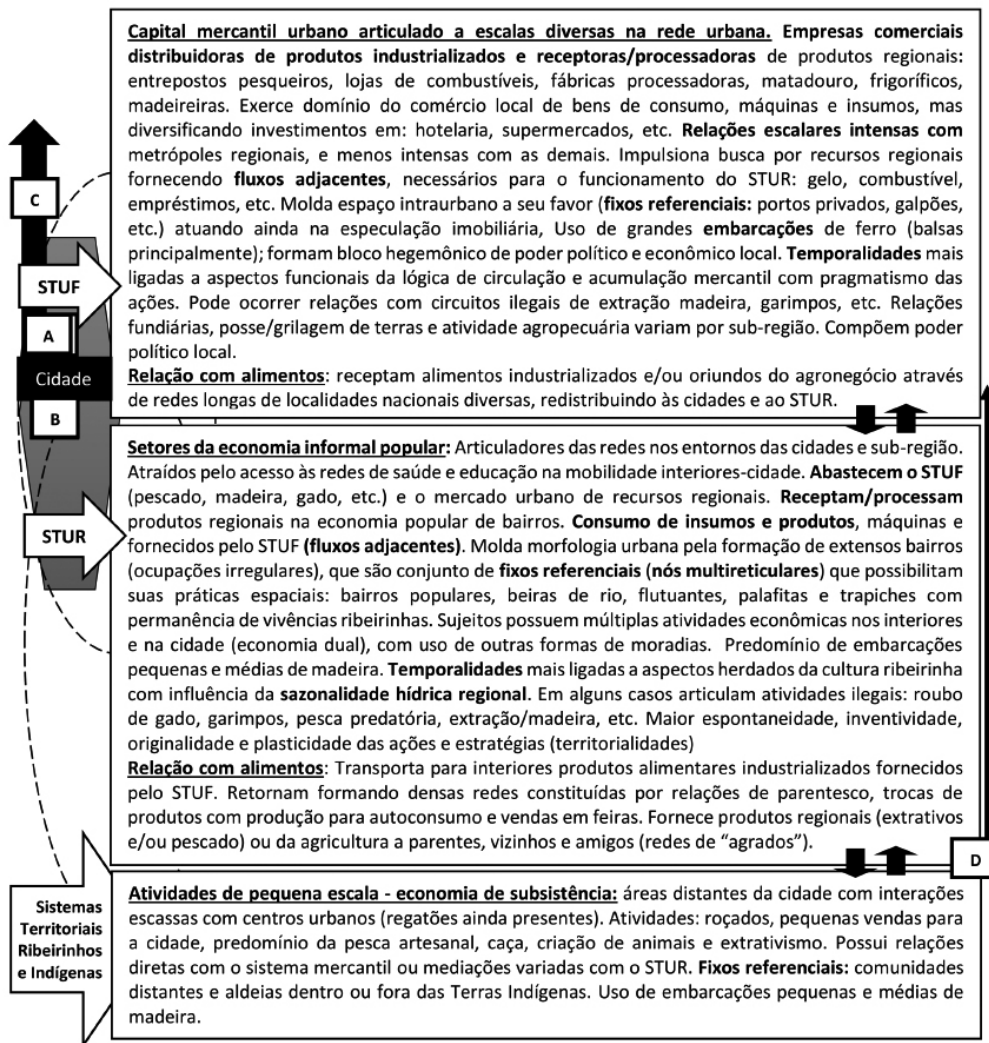 Capital mercantil urbano articulado a escalas diversas na rede urbana. Empresas comerciais
distribuidoras de produtos industrializados e receptoras/processadoras de produtos regionais:
entrepostos pesqueiros, lojas de combustíveis, fábricas processadoras, matadouro, frigoríficos,
madeireiras. Exerce domínio do comércio local de bens de consumo, máquinas e insumos, mas
diversificando investimentos em: hotelaria, supermercados, etc. Relações escalares intensas com
metrópoles regionais, e menos intensas com as demais. Impulsiona busca por recursos regionais
fornecendo fluxos adjacentes, necessários para o funcionamento do STUR: gelo, combustível,
empréstimos, etc. Molda espaço intraurbano a seu favor (fixos referenciais: portos privados, galpões,
etc.) atuando ainda na especulação imobiliária, Uso de grandes embarcações de ferro (balsas
principalmente); formam bloco hegemônico de poder político e econômico local. Temporalidades mais
ligadas a aspectos funcionais da lógica de circulação e acumulação mercantil com pragmatismo das
ações. Pode ocorrer relações com circuitos ilegais de extração madeira, garimpos, etc. Relações
fundiárias, posse/grilagem de terras e atividade agropecuária variam por sub-região. Compõem poder
político local.
Relação com alimentos: receptam alimentos industrializados e/ou oriundos do agronegócio através
de redes longas de localidades nacionais diversas, redistribuindo às cidades e ao STUR.
C
STUF
A
Cidade
B
Setores da economia informal popular: Articuladores das redes nos entornos das cidades e sub-região.
Atraídos pelo acesso às redes de saúde e educação na mobilidade interiores-cidade. Abastecem o STUF
(pescado, madeira, gado, etc.) e o mercado urbano de recursos regionais. Receptam/processam
produtos regionais na economia popular de bairros. Consumo de insumos e produtos, máquinas e
fornecidos pelo STUF (fluxos adjacentes). Molda morfologia urbana pela formação de extensos bairros
(ocupações irregulares), que são conjunto de fixos referenciais (nós multireticulares) que possibilitam
suas práticas espaciais: bairros populares, beiras de rio, flutuantes, palafitas e trapiches com
permanência de vivências ribeirinhas. Sujeitos possuem múltiplas atividades econômicas nos interiores
e na cidade (economia dual), com uso de outras formas de moradias. Predomínio de embarcações
pequenas e médias de madeira. Temporalidades mais ligadas a aspectos herdados da cultura ribeirinha
com influência da sazonalidade hídrica regional. Em alguns casos articulam atividades ilegais: roubo
de gado, garimpos, pesca predatória, extração/madeira, etc. Maior espontaneidade, inventividade,
originalidade e plasticidade das ações e estratégias (territorialidades)
Relação com alimentos: Transporta para interiores produtos alimentares industrializados fornecidos
pelo STUF. Retornam formando densas redes constituídas por relações de parentesco, trocas de
produtos com produção para autoconsumo e vendas em feiras. Fornece produtos regionais (extrativos
e/ou pescado) ou da agricultura a parentes, vizinhos e amigos (redes de “agrados”).
STUR
D
Atividades de pequena escala - economia de subsistência: áreas distantes da cidade com interações
escassas com centros urbanos (regatões ainda presentes). Atividades: roçados, pequenas vendas para
a cidade, predomínio da pesca artesanal, caça, criação de animais e extrativismo. Possui relações
diretas com o sistema mercantil ou mediações variadas com o STUR. Fixos referenciais: comunidades
distantes e aldeias dentro ou fora das Terras Indígenas. Uso de embarcações pequenas e médias de
madeira.
Sistemas
Territoriais
Ribeirinhos
e Indígenas